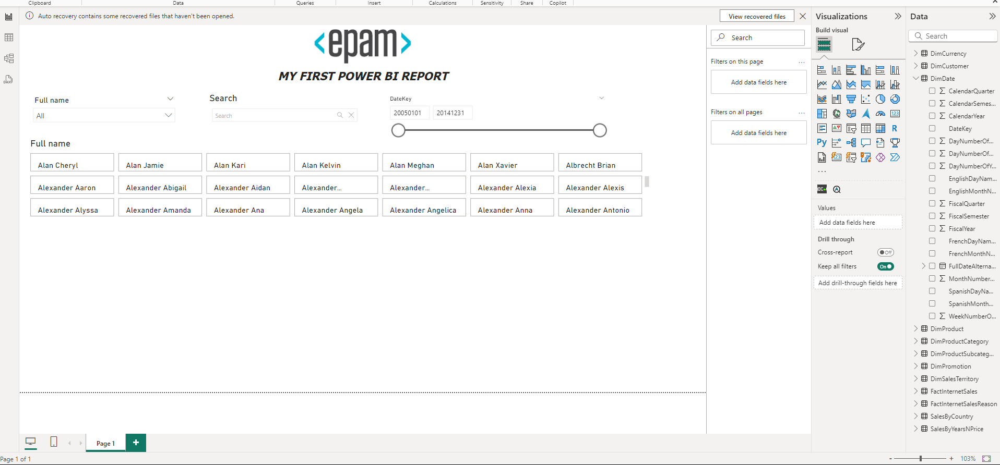 Clipboard
Data
Queries
Insert
Calculations
Sensitivity
Share
Copilot
Auto recovery contains some recovered files that haven't been opened.
View recovered files
<epam>
MY FIRST POWER BI REPORT
Full name
All
Search
Search
DateKey
20050101 20141231
Full name
Alan Cheryl
Alan Jamie
Alan Kari
Alan Kelvin
Alan Meghan
Alan Xavier
Albrecht Brian
Alexander Aaron
Alexander Abigail
Alexander Aidan
Alexander...
Alexander...
Alexander Alexia
Alexander Alexis
Alexander Alyssa
Alexander Amanda
Alexander Ana
Alexander Angela
Alexander Angelica
Alexander Anna
Alexander Antonio
Search
Filters on this page ...
Add data fields here
Filters on all pages ...
Add data fields here
Visualizations
Build visual
123
R
Py
123
...
BC
Values
Add data fields here
Drill through
Cross-report Off
Keep all filters On
Add drill-through fields here
Data
Search
DimCurrency
DimCustomer
DimDate
CalendarQuarter
CalendarSemes...
CalendarYear
DateKey
DayNumberOf...
DayNumberOf...
DayNumberOfY...
EnglishDayNam...
EnglishMonthN...
FiscalQuarter
FiscalSemester
FiscalYear
FrenchDayNam...
FrenchMonthN...
FullDateAlterna...
MonthNumber...
SpanishDayNa...
SpanishMonth...
WeekNumberO...
DimProduct
DimProductCategory
DimProductSubcateg...
DimPromotion
DimSalesTerritory
FactInternetSales
FactInternetSalesReason
SalesByCountry
SalesByYearsNPrice
DAX
Page 1
+
Page 1 of 1
- + 103%